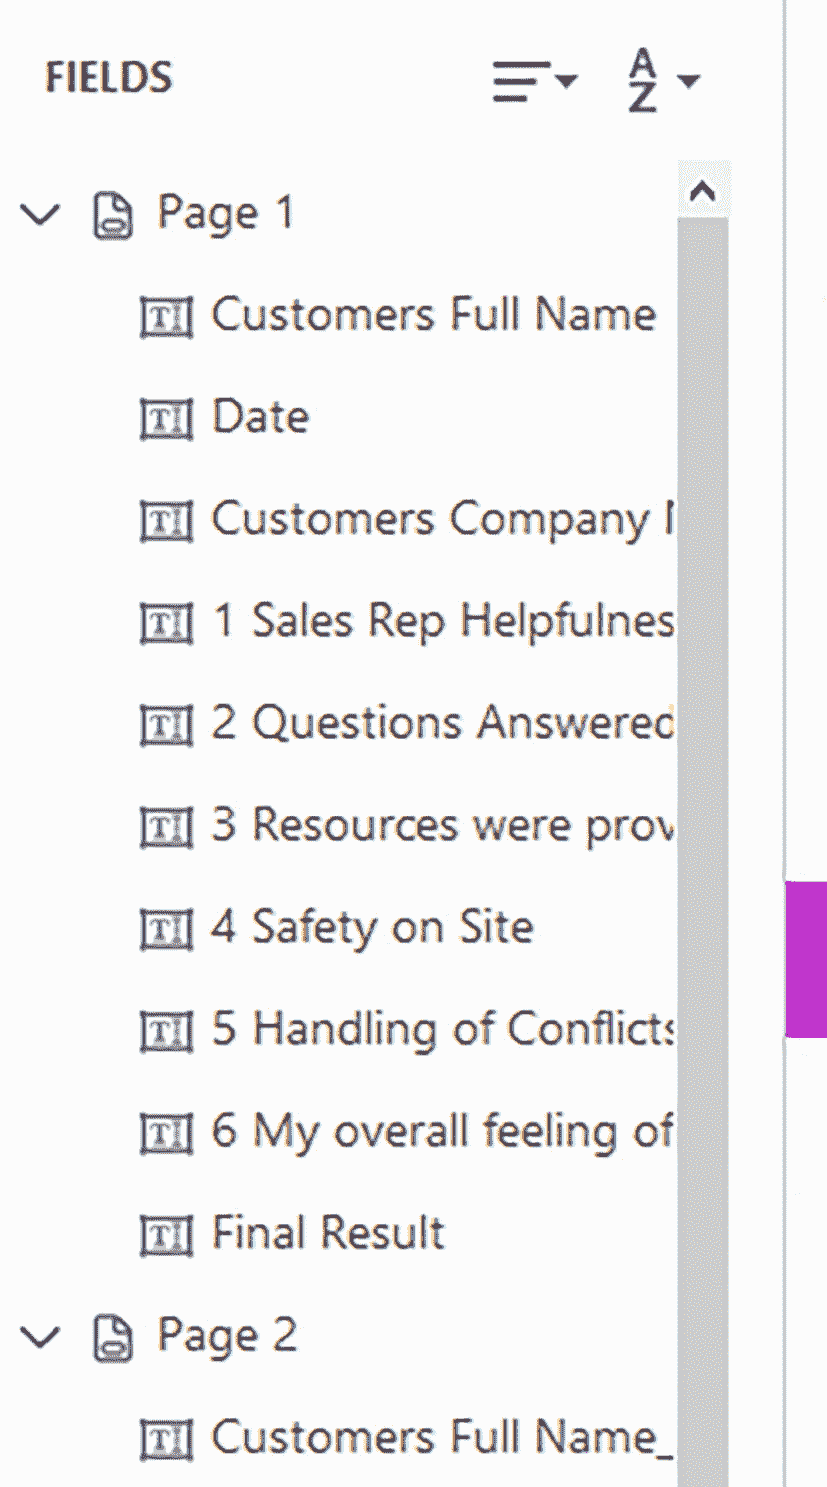 FIELDS
A
Z
Page 1
Customers Full Name
Date
Customers Company
1 Sales Rep Helpfulnes
2 Questions Answered
3 Resources were prov
4 Safety on Site
5 Handling of Conflicts
6 My overall feeling of
Final Result
Page 2
Customers Full Name_